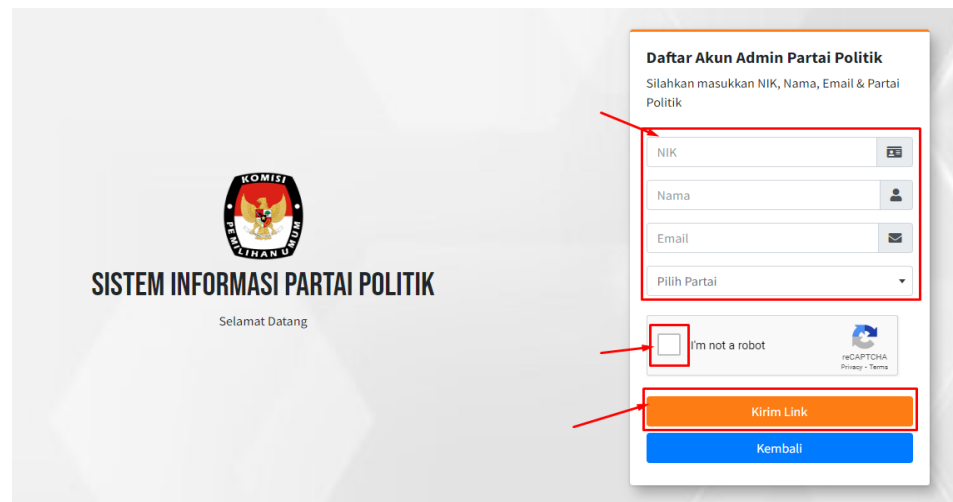 KOMISI
PEMILIHAN UMUM
SISTEM INFORMASI PARTAI POLITIK
Selamat Datang
Daftar Akun Admin Partai Politik
Silahkan masukkan NIK, Nama, Email & Partai
Politik
NIK
Nama
Email
Pilih Partai
I'm not a robot
reCAPTCHA
Privacy - Terms
Kirim Link
Kembali